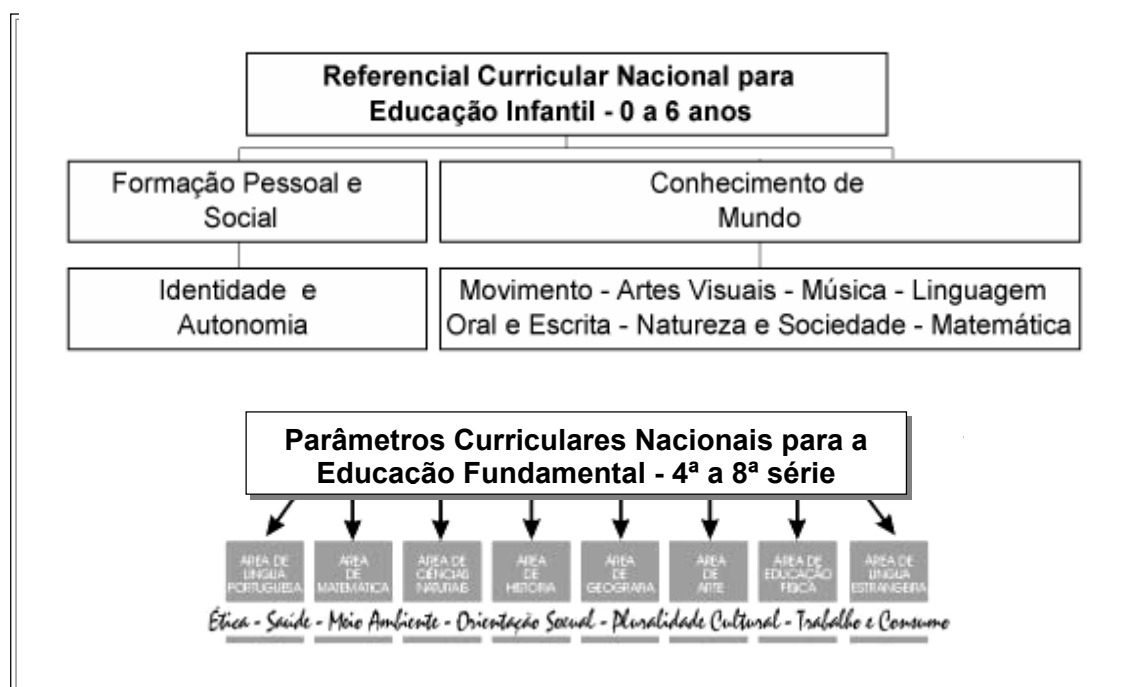 Referencial Curricular Nacional para
Educação Infantil - 0 a 6 anos
Formação Pessoal e
Social
Conhecimento de
Mundo
Identidade e
Autonomia
Movimento - Artes Visuais - Música - Linguagem
Oral e Escrita - Natureza e Sociedade - Matemática
Parâmetros Curriculares Nacionais para a
Educacão Fundamental - 4ª a 8ª série
ÁREA DE
LÍNGUA
PORTUGUESA
ÁREA
DE
MATEMÁTICA
ÁREA DE
CIÊNCIAS
NATURAIS
ÁREA
DE
HISTÓRIA
ÁREA
DE
GEOGRAFIA
ÁREA
DE
ARTE
ÁREA DE
EDUCAÇÃO
FÍSICA
ÁREA DE
LÍNGUA
ESTRANGEIRA
Ética - Saúde - Meio Ambiente - Orientação Sexual - Pluralidade Cultural - Trabalho e Consumo